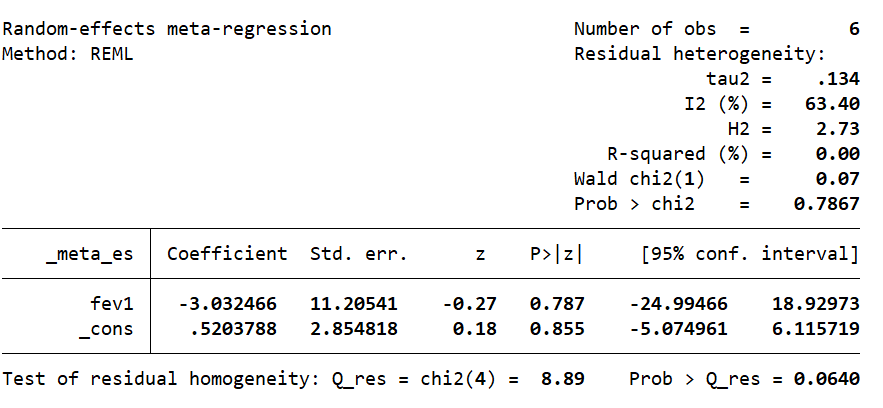 Random-effects meta-regression Number of obs = 6
Method: REML Residual heterogeneity:
tau2 = .134
I2 (%) = 63.40
H2 = 2.73
R-squared (%) = 0.00
Wald chi2(1) = 0.07
Prob > chi2 = 0.7867
_meta_es Coefficient Std. err. z P>|z| [95% conf. interval]
fev1 -3.032466 11.20541 -0.27 0.787 -24.99466 18.92973
_cons .5203788 2.854818 0.18 0.855 -5.074961 6.115719
Test of residual homogeneity: Q_res = chi2(4) = 8.89 Prob > Q_res = 0.0640